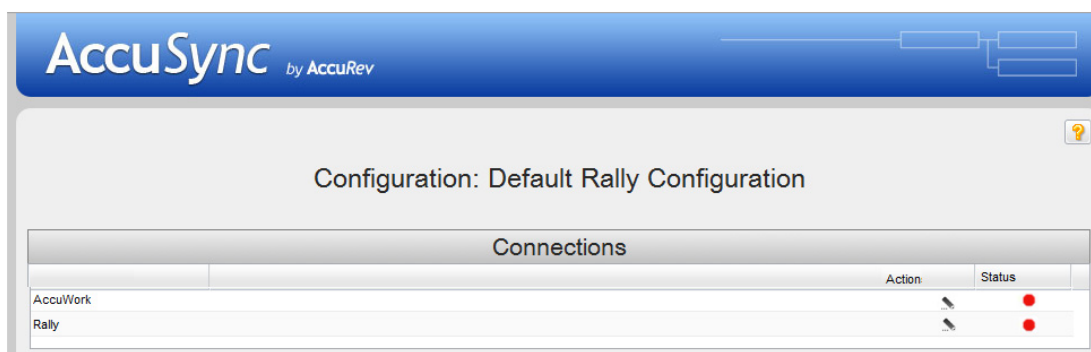 AccuSync by AccuRev
?
Configuration: Default Rally Configuration
Connections
Action Status
AccuWork
Rally